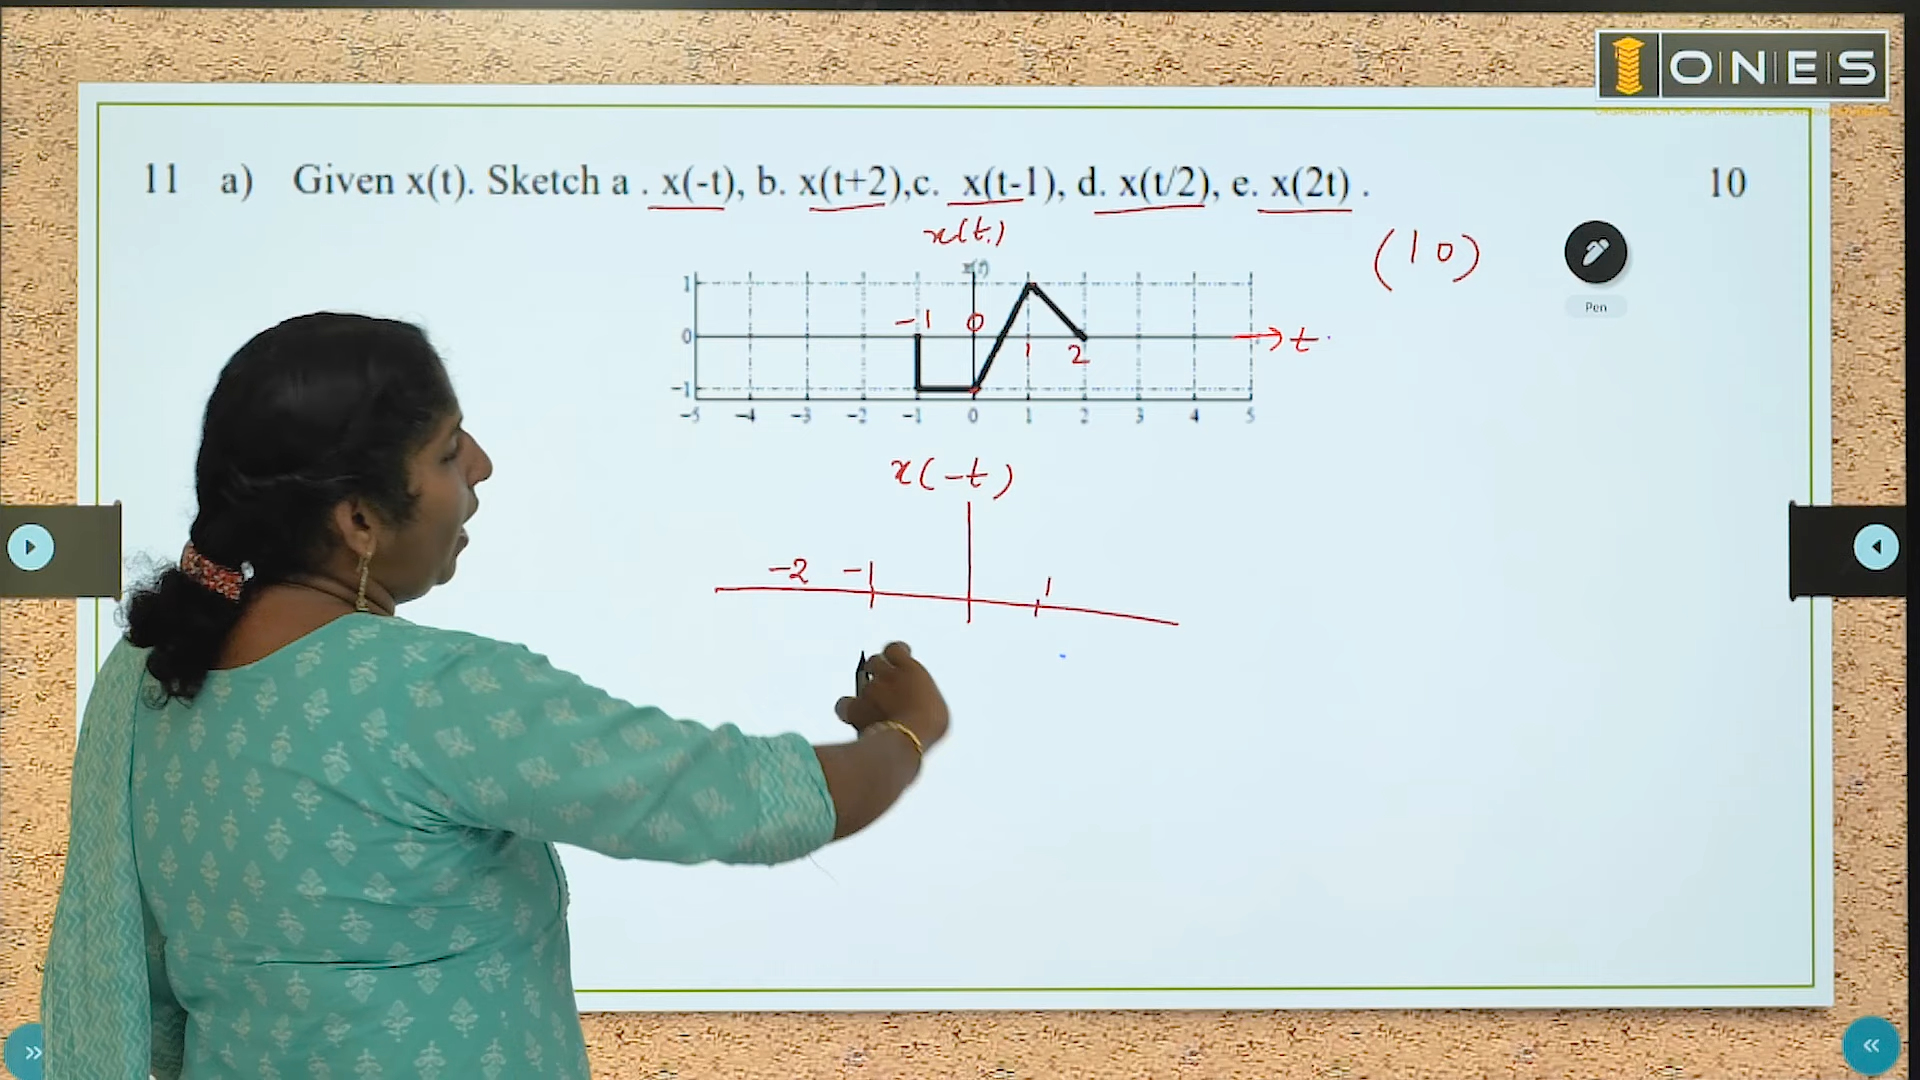 ONES
11 a) Given x(t). Sketch a . x(-t), b. x(t+2),c. x(t-1), d. x(t/2), e. x(2t) . 10
x(t)
(10)
x(t)
Pen
1
-1 0
0 1 2 → t
-1
-5 -4 -3 -2 -1 0 1 2 3 4 5
x(-t)
-2 -1 1